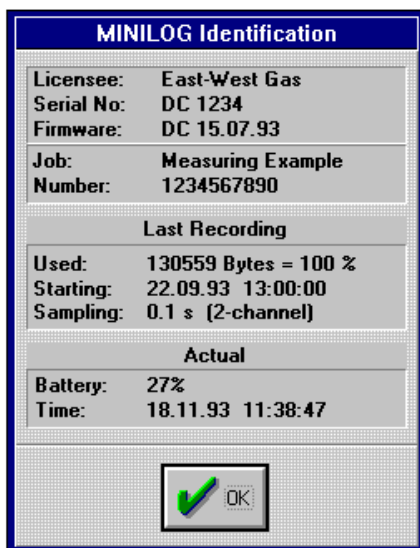 MINILOG Identification
Licensee: East-West Gas
Serial No: DC 1234
Firmware: DC 15.07.93
Job: Measuring Example
Number: 1234567890
Last Recording
Used: 130559 Bytes = 100 %
Starting: 22.09.93 13:00:00
Sampling: 0.1 s (2-channel)
Actual
Battery: 27%
Time: 18.11.93 11:38:47
OK